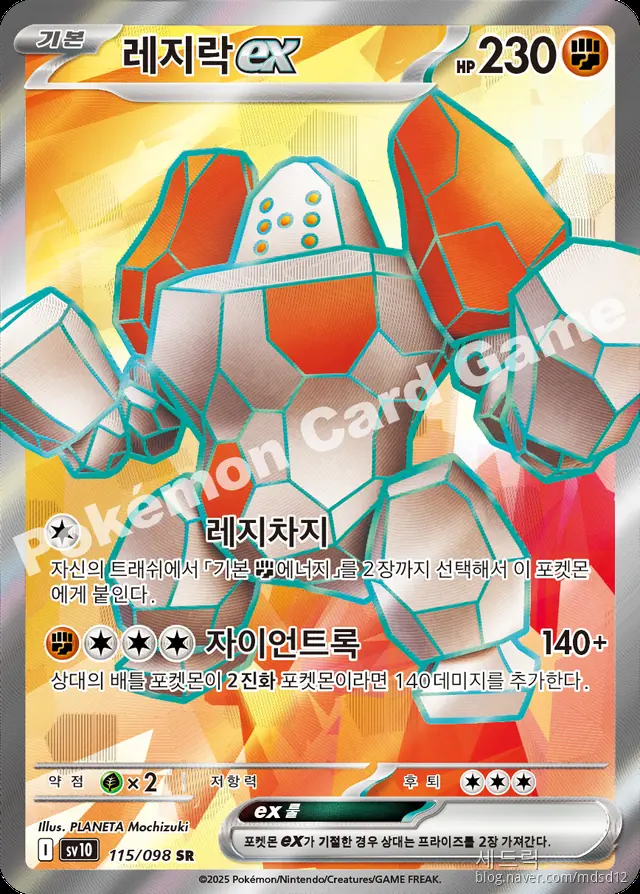 기본 레지락ex HP 230
레지차지
자신의 트래쉬에서 「기본 에너지」를 2장까지 선택해서 이 포켓몬
에게 붙인다.
자이언트록 140+
상대의 배틀 포켓몬이 2진화 포켓몬이라면 140데미지를 추가한다.
약점 ×2 저항력 후퇴
ex 룰
포켓몬 ex가 기절한 경우 상대는 프라이즈를 2장 가져간다.
Illus. PLANETA Mochizuki
I sv10 115/098 SR
©2025 Pokémon/Nintendo/Creatures/GAME FREAK.
Pokémon Card Game
세드릭
blog.naver.com/mdsd12